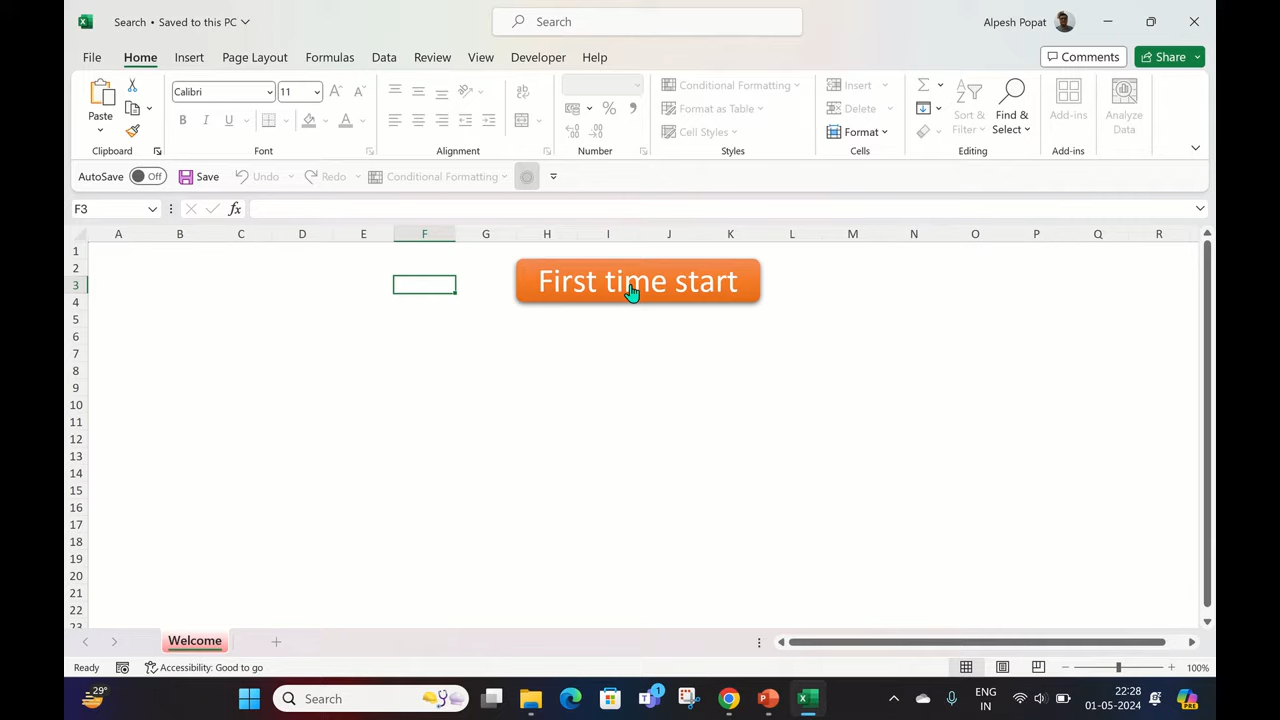 Search • Saved to this PC
Search
Alpesh Popat
File Home Insert Page Layout Formulas Data Review View Developer Help
Comments Share
Paste
Calibri 11
B I U A
Conditional Formatting
Format as Table
Cell Styles
Insert
Delete
Format
Sort &
Filter
Find &
Select
Add-ins
Analyze
Data
Clipboard Font Alignment Number Styles Cells Editing Add-ins
AutoSave Off Save Undo Redo Conditional Formatting
F3 fx
A B C D E F G H I J K L M N O P Q R
1
2
3
4
5
6
7
8
9
10
11
12
13
14
15
16
17
18
19
20
21
22
23
First time start
Welcome
Ready Accessibility: Good to go 100%
29° Search 1 ENG
IN
22:28
01-05-2024
PRE